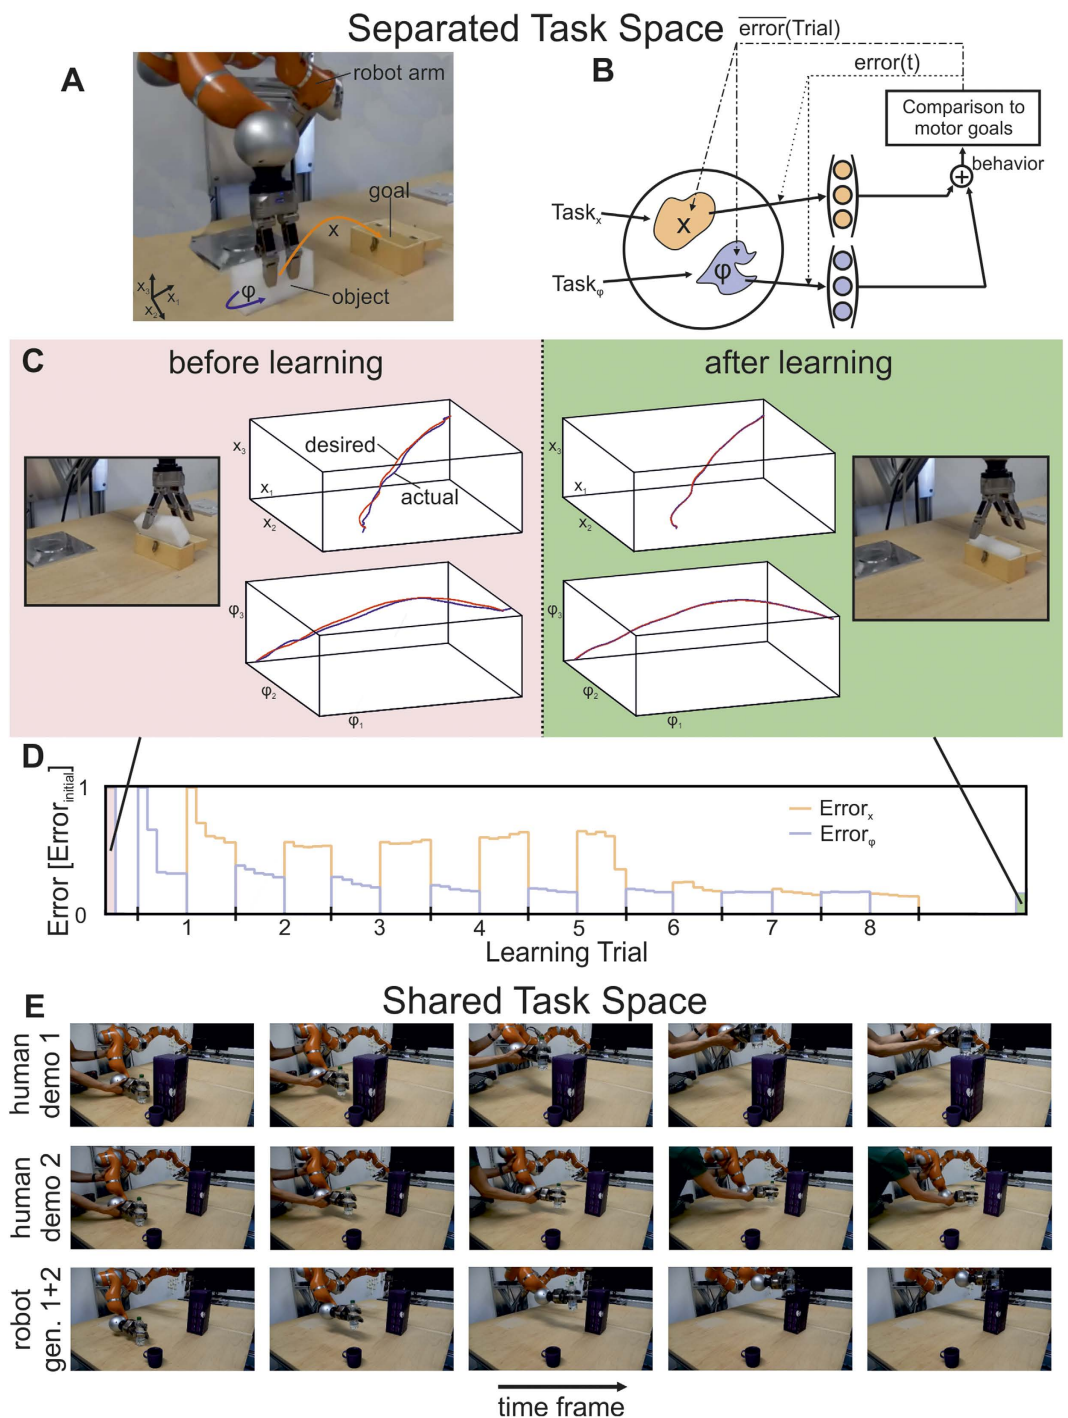 Separated Task Space
A
robot arm
goal
x
object
φ
x₃
x₁
x₂
B
error(Trial)
error(t)
Comparison to
motor goals
behavior
+
Taskₓ
x
Taskᵩ
φ
C
before learning
after learning
desired
actual
x₃
x₁
x₂
φ₃
φ₂
φ₁
x₃
x₁
x₂
φ₃
φ₂
φ₁
D
Error [Error_initial]
1
0
Errorₓ
Errorᵩ
1 2 3 4 5 6 7 8
Learning Trial
E
Shared Task Space
human
demo 1
human
demo 2
robot
gen. 1+2
time frame